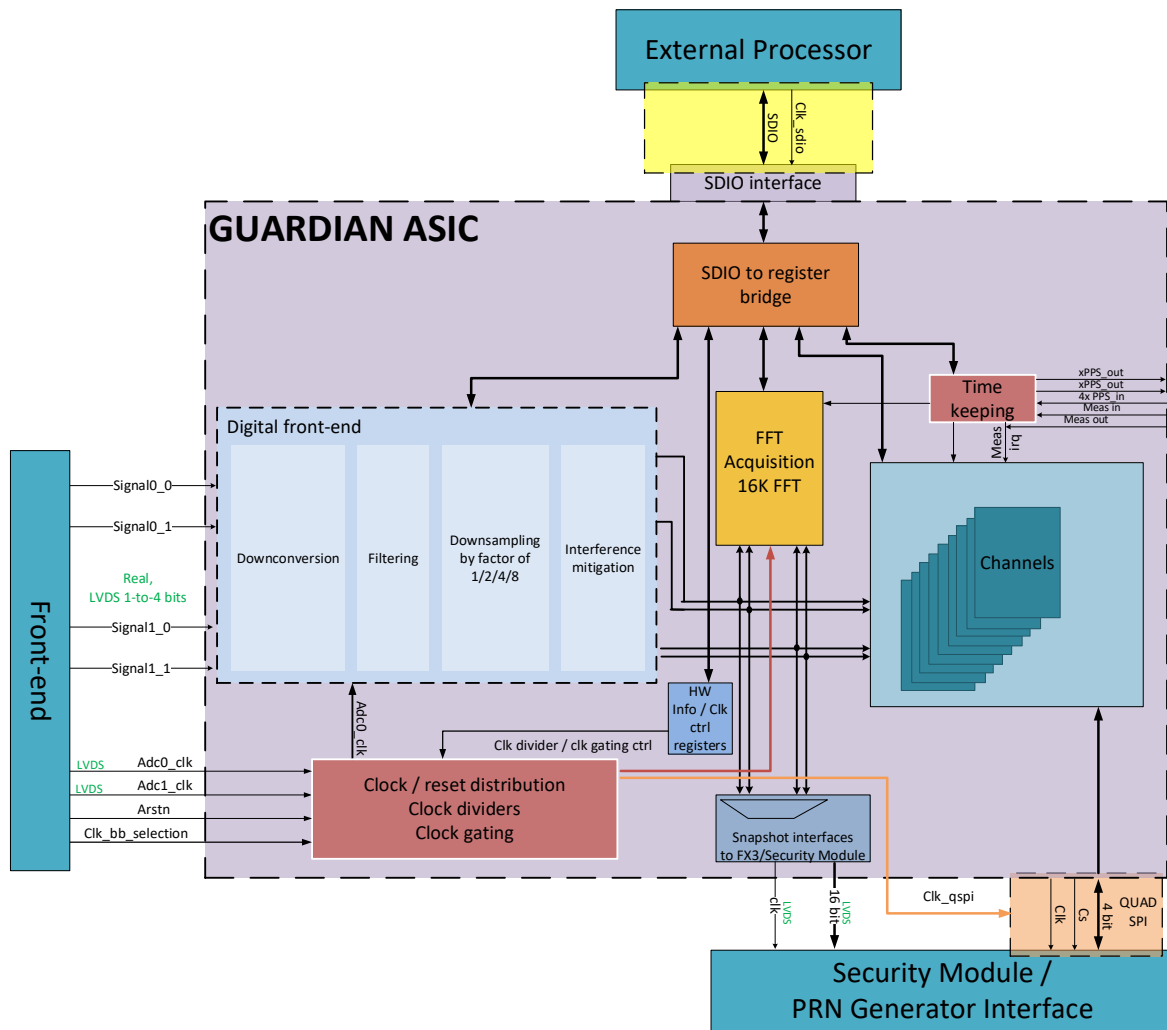 External Processor
SDIO
Clk_sdio
SDIO interface
GUARDIAN ASIC
SDIO to register
bridge
Time
keeping
xPPS_out
xPPS_out
4x PPS_in
Meas in
Meas out
Meas
irq
Digital front-end
Downconversion
Filtering
Downsampling
by factor of
1/2/4/8
Interference
mitigation
FFT
Acquisition
16K FFT
Channels
Front-end
Signal0_0
Signal0_1
Real,
LVDS 1-to-4 bits
Signal1_0
Signal1_1
LVDS
Adc0_clk
LVDS
Adc1_clk
Arstn
Clk_bb_selection
Adc0_clk
Clk divider / clk gating ctrl
HW
Info / Clk
ctrl
registers
Clock / reset distribution
Clock dividers
Clock gating
Snapshot interfaces
to FX3/Security Module
clk
LVDS
16 bit
LVDS
Clk_qspi
Clk
Cs
4 bit
QUAD
SPI
Security Module /
PRN Generator Interface